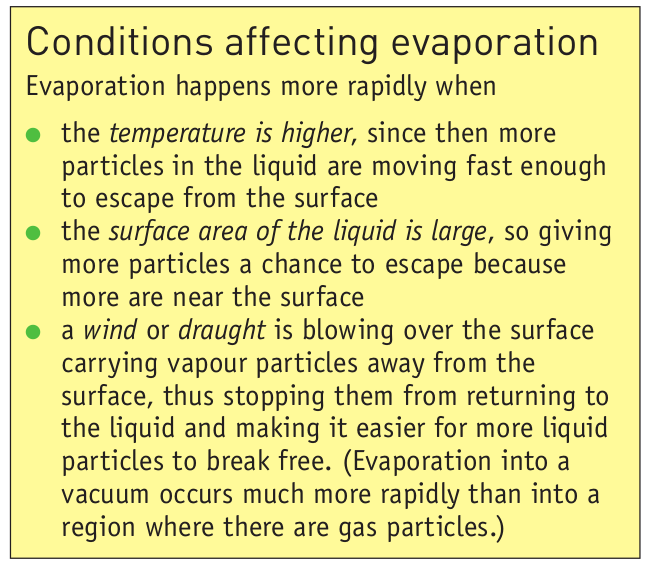 Conditions affecting evaporation
Evaporation happens more rapidly when
● the temperature is higher, since then more
particles in the liquid are moving fast enough
to escape from the surface
● the surface area of the liquid is large, so giving
more particles a chance to escape because
more are near the surface
● a wind or draught is blowing over the surface
carrying vapour particles away from the
surface, thus stopping them from returning to
the liquid and making it easier for more liquid
particles to break free. (Evaporation into a
vacuum occurs much more rapidly than into a
region where there are gas particles.)